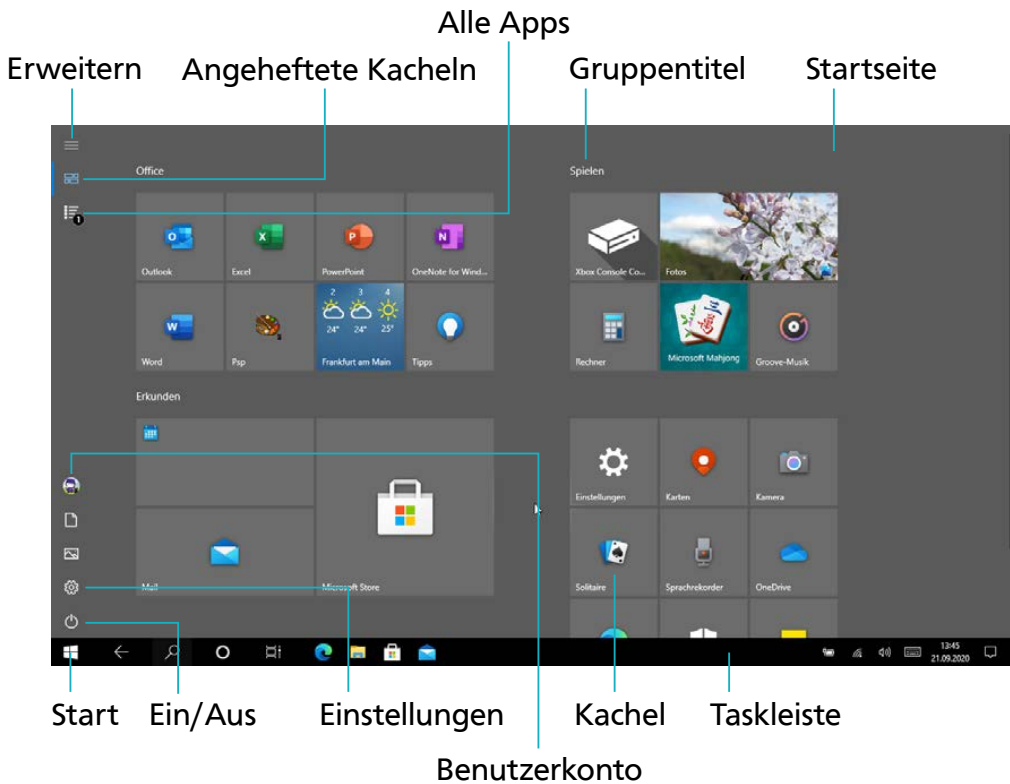 Alle Apps
Erweitern Angeheftete Kacheln Gruppentitel Startseite
Office Spielen
1
Outlook Excel PowerPoint OneNote for Wind... Xbox Console Co... Fotos
2 3 4
24° 24° 25°
Word Psp Frankfurt am Main Tipps Rechner Microsoft Mahjong Groove-Musik
Erkunden
Einstellungen Karten Kamera
Mail Microsoft Store Solitaire Sprachrekorder OneDrive
13:45
21.09.2020
Start Ein/Aus Einstellungen Kachel Taskleiste
Benutzerkonto